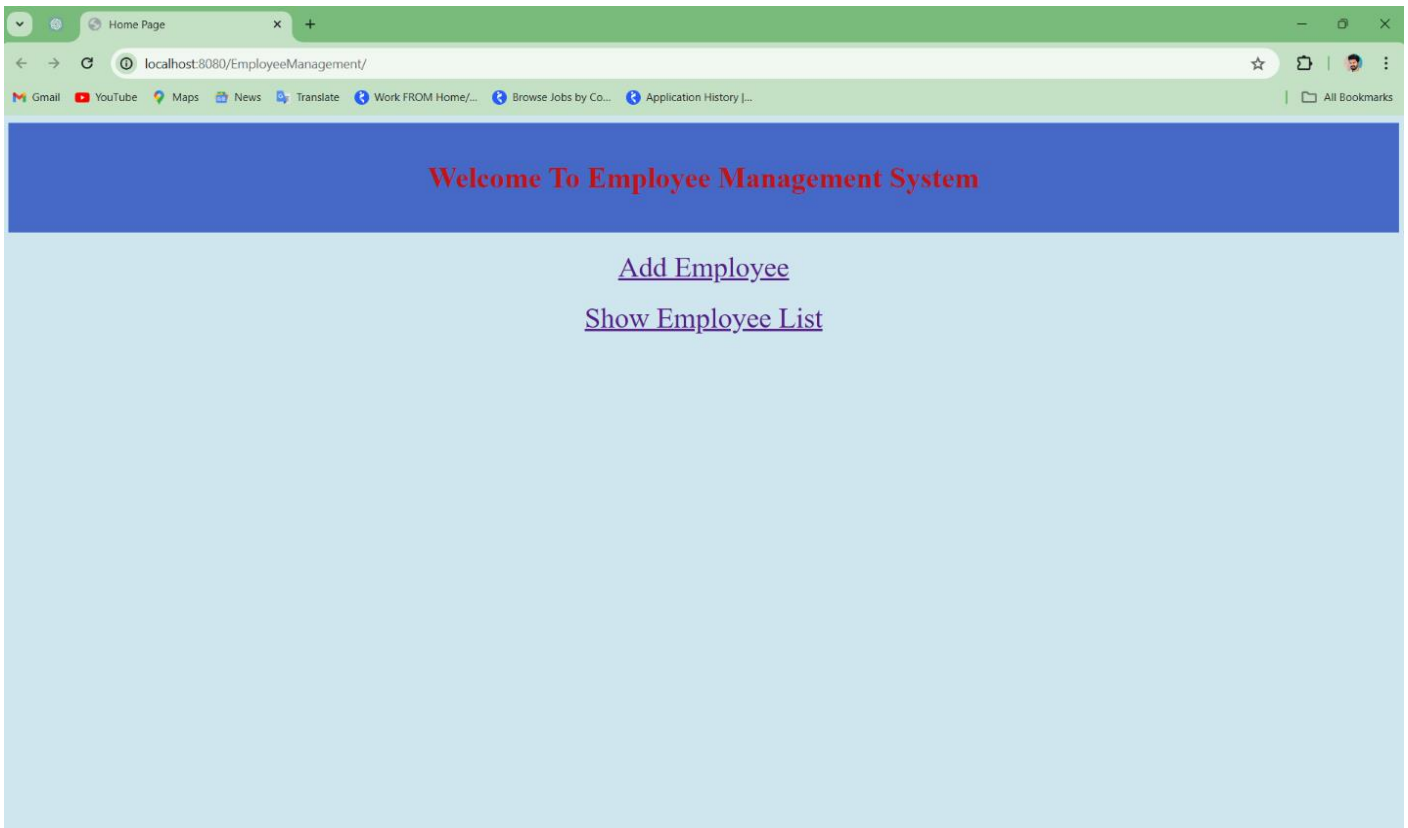 Home Page
localhost:8080/EmployeeManagement/
Gmail YouTube Maps News Translate Work FROM Home/... Browse Jobs by Co... Application History |... All Bookmarks
Welcome To Employee Management System
Add Employee
Show Employee List